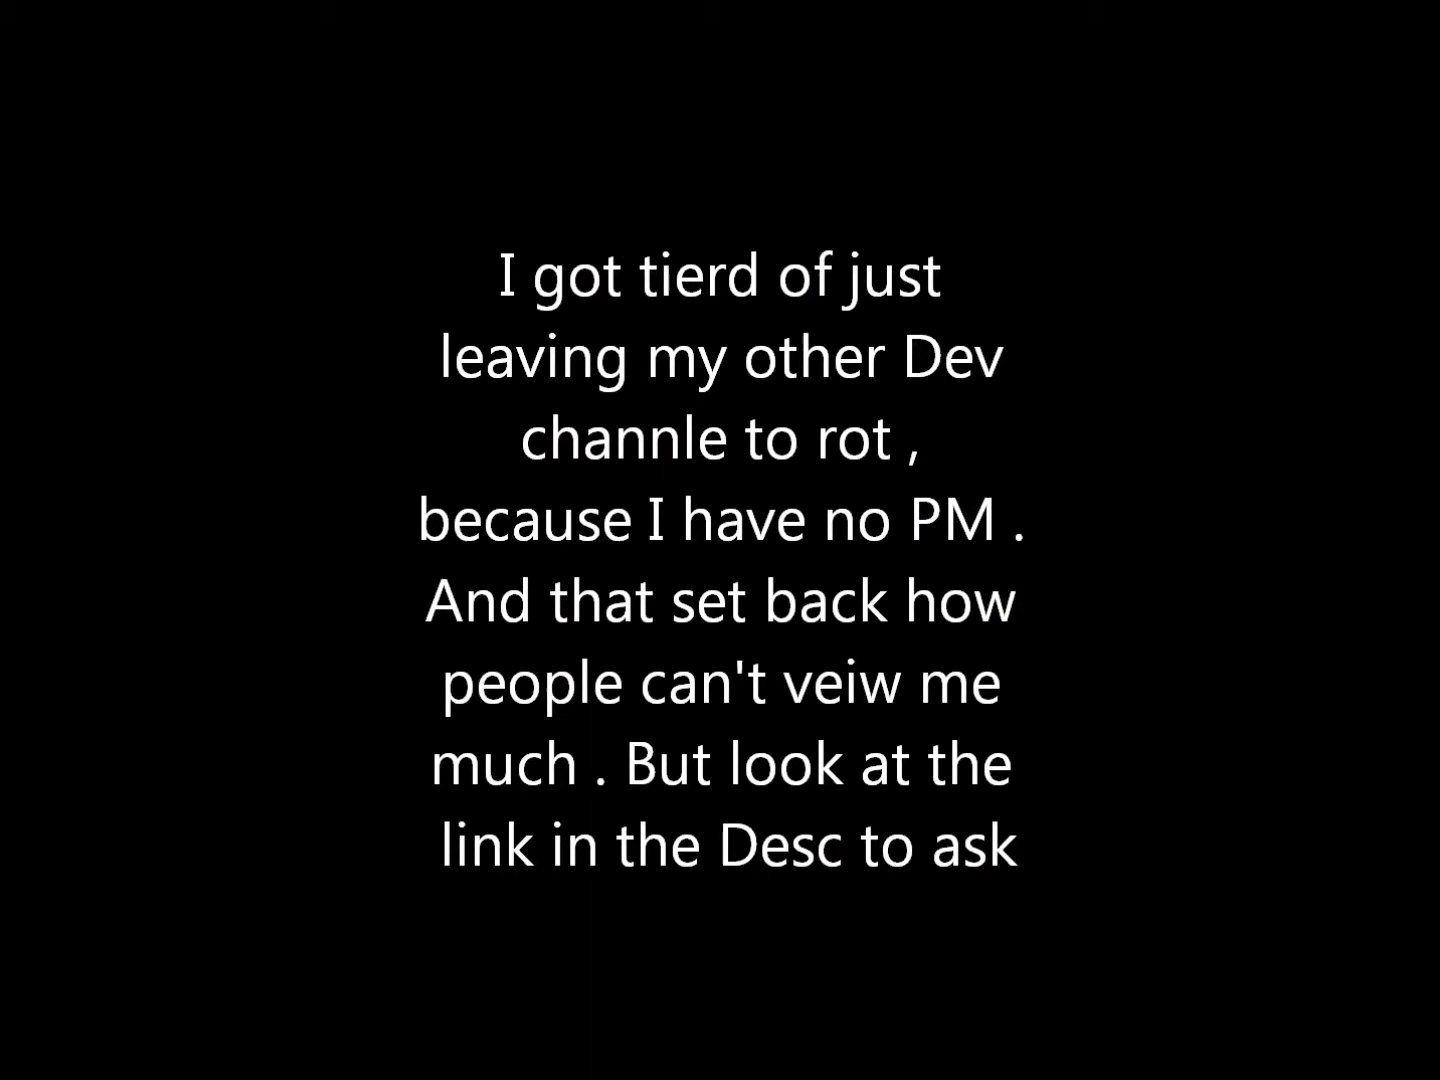 I got tierd of just
leaving my other Dev
channle to rot ,
because I have no PM .
And that set back how
people can't veiw me
much . But look at the
link in the Desc to ask